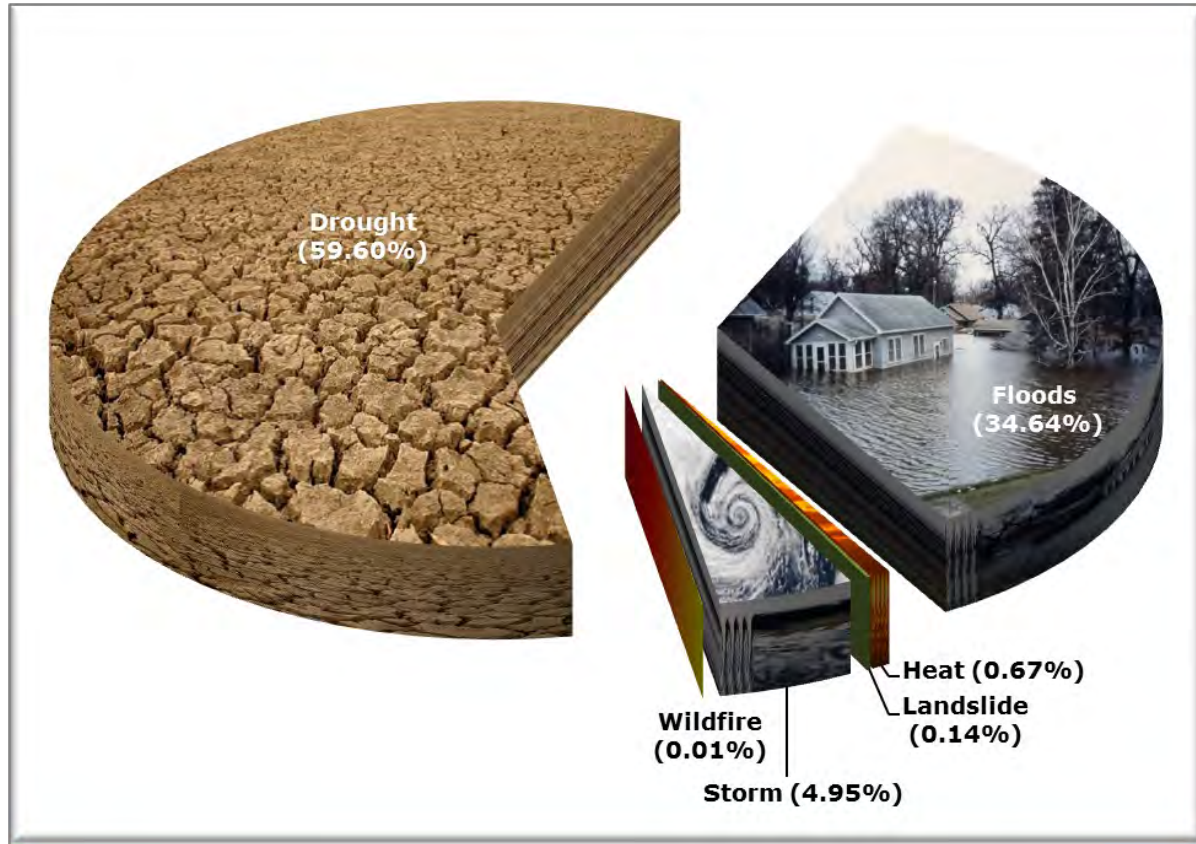 Drought
(59.60%)
Floods
(34.64%)
Heat (0.67%)
Landslide
(0.14%)
Wildfire
(0.01%)
Storm (4.95%)